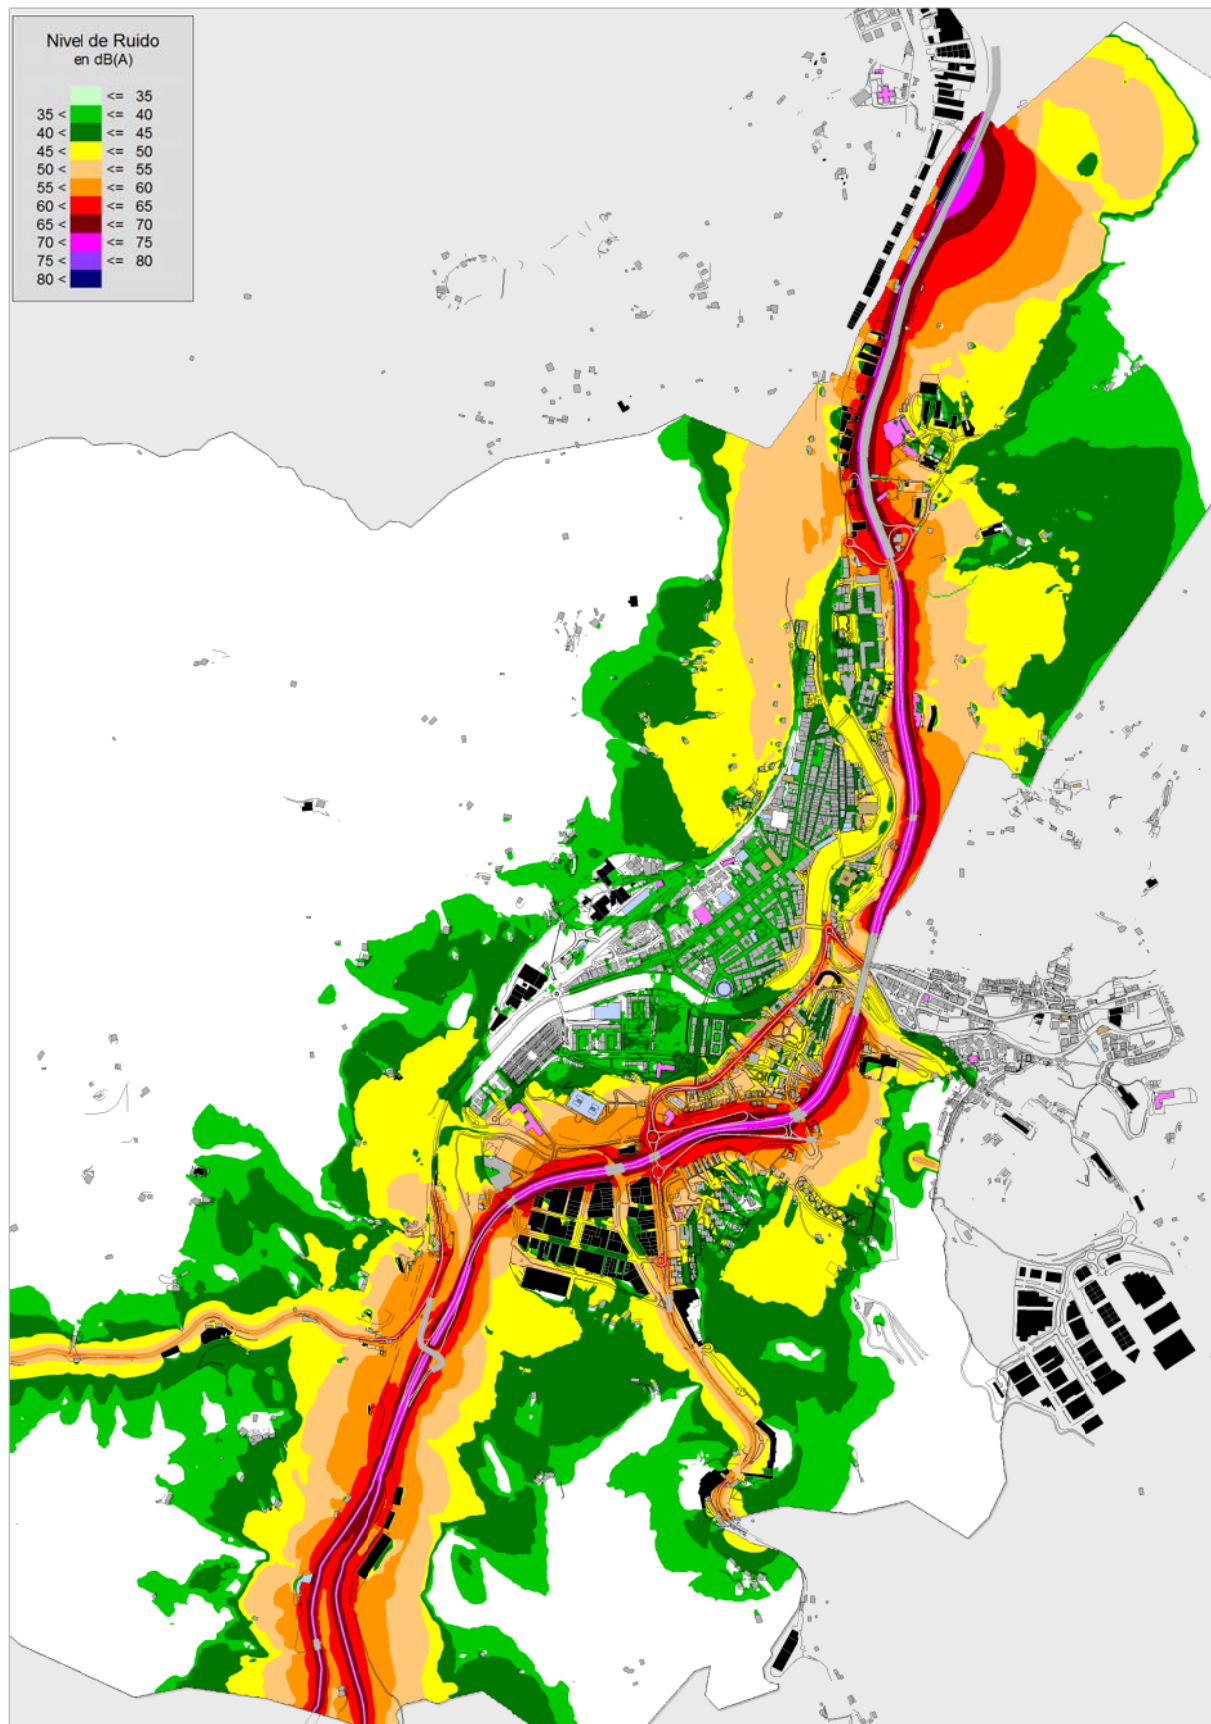 Nivel de Ruido
en dB(A)
<= 35
35 < <= 40
40 < <= 45
45 < <= 50
50 < <= 55
55 < <= 60
60 < <= 65
65 < <= 70
70 < <= 75
75 < <= 80
80 <